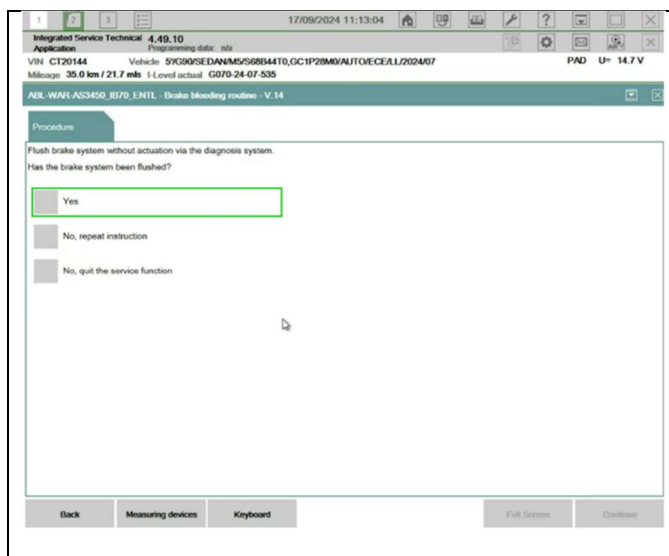 1 2 3 17/09/2024 11:13:04
Integrated Service Technical 4.49.10
Application Programming data: n/a
VIN CT20144 Vehicle 5'/G90/SEDAN/M5/S68B44T0,GC1P28M0/AUTO/ECE/LL/2024/07 PAD U= 14.7 V
Mileage 35.0 km / 21.7 mls I-Level actual G070-24-07-535
ABL-WAR-AS3450_IB70_ENTL - Brake bleeding routine - V.14
Procedure
Flush brake system without actuation via the diagnosis system.
Has the brake system been flushed?
Yes
No, repeat instruction
No, quit the service function
Back Measuring devices Keyboard Full Screen Continue